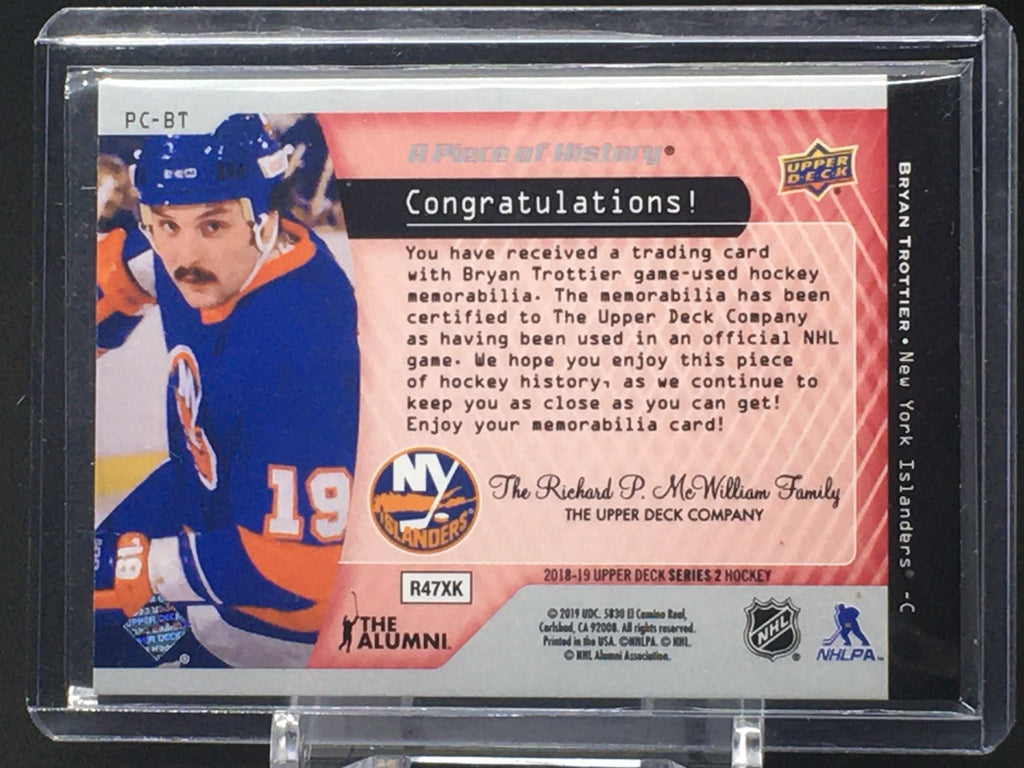 PC-BT
A Piece of History®
UPPER DECK
Congratulations!
You have received a trading card
with Bryan Trottier game-used hockey
memorabilia. The memorabilia has been
certified to The Upper Deck Company
as having been used in an official NHL
game. We hope you enjoy this piece
of hockey history, as we continue to
keep you as close as you can get!
Enjoy your memorabilia card!
NY
ISLANDERS
The Richard P. McWilliam Family
THE UPPER DECK COMPANY
19
2018-19 UPPER DECK SERIES 2 HOCKEY
R47XK
THE
ALUMNI
© 2019 UDC. 5830 El Camino Real,
Carlsbad, CA 92008. All rights reserved.
Printed in the USA. ©NHLPA. © NHL.
© NHL Alumni Association.
NHL
NHLPA
BRYAN TROTTIER • New York Islanders® -C